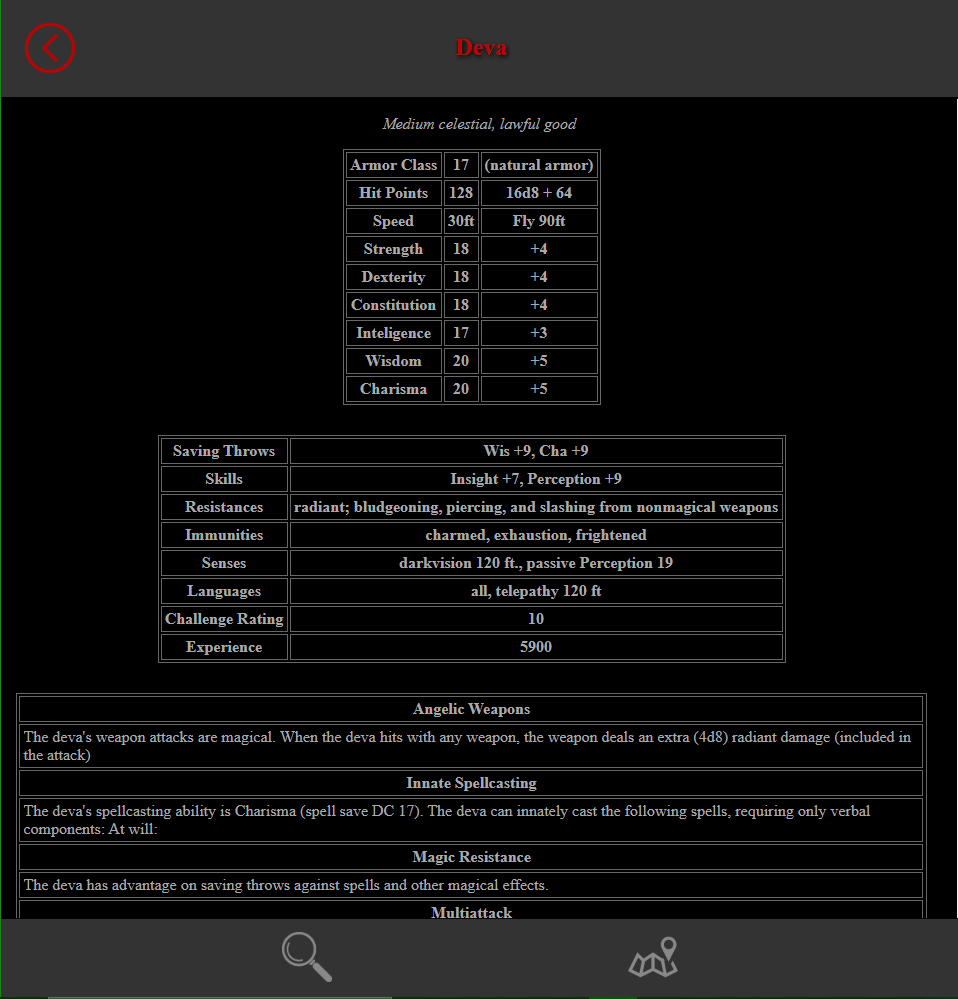 Deva
Medium celestial, lawful good
Armor Class 17 (natural armor)
Hit Points 128 16d8 + 64
Speed 30ft Fly 90ft
Strength 18 +4
Dexterity 18 +4
Constitution 18 +4
Inteligence 17 +3
Wisdom 20 +5
Charisma 20 +5
Saving Throws Wis +9, Cha +9
Skills Insight +7, Perception +9
Resistances radiant; bludgeoning, piercing, and slashing from nonmagical weapons
Immunities charmed, exhaustion, frightened
Senses darkvision 120 ft., passive Perception 19
Languages all, telepathy 120 ft
Challenge Rating 10
Experience 5900
Angelic Weapons
The deva's weapon attacks are magical. When the deva hits with any weapon, the weapon deals an extra (4d8) radiant damage (included in
the attack)
Innate Spellcasting
The deva's spellcasting ability is Charisma (spell save DC 17). The deva can innately cast the following spells, requiring only verbal
components: At will:
Magic Resistance
The deva has advantage on saving throws against spells and other magical effects.
Multiattack